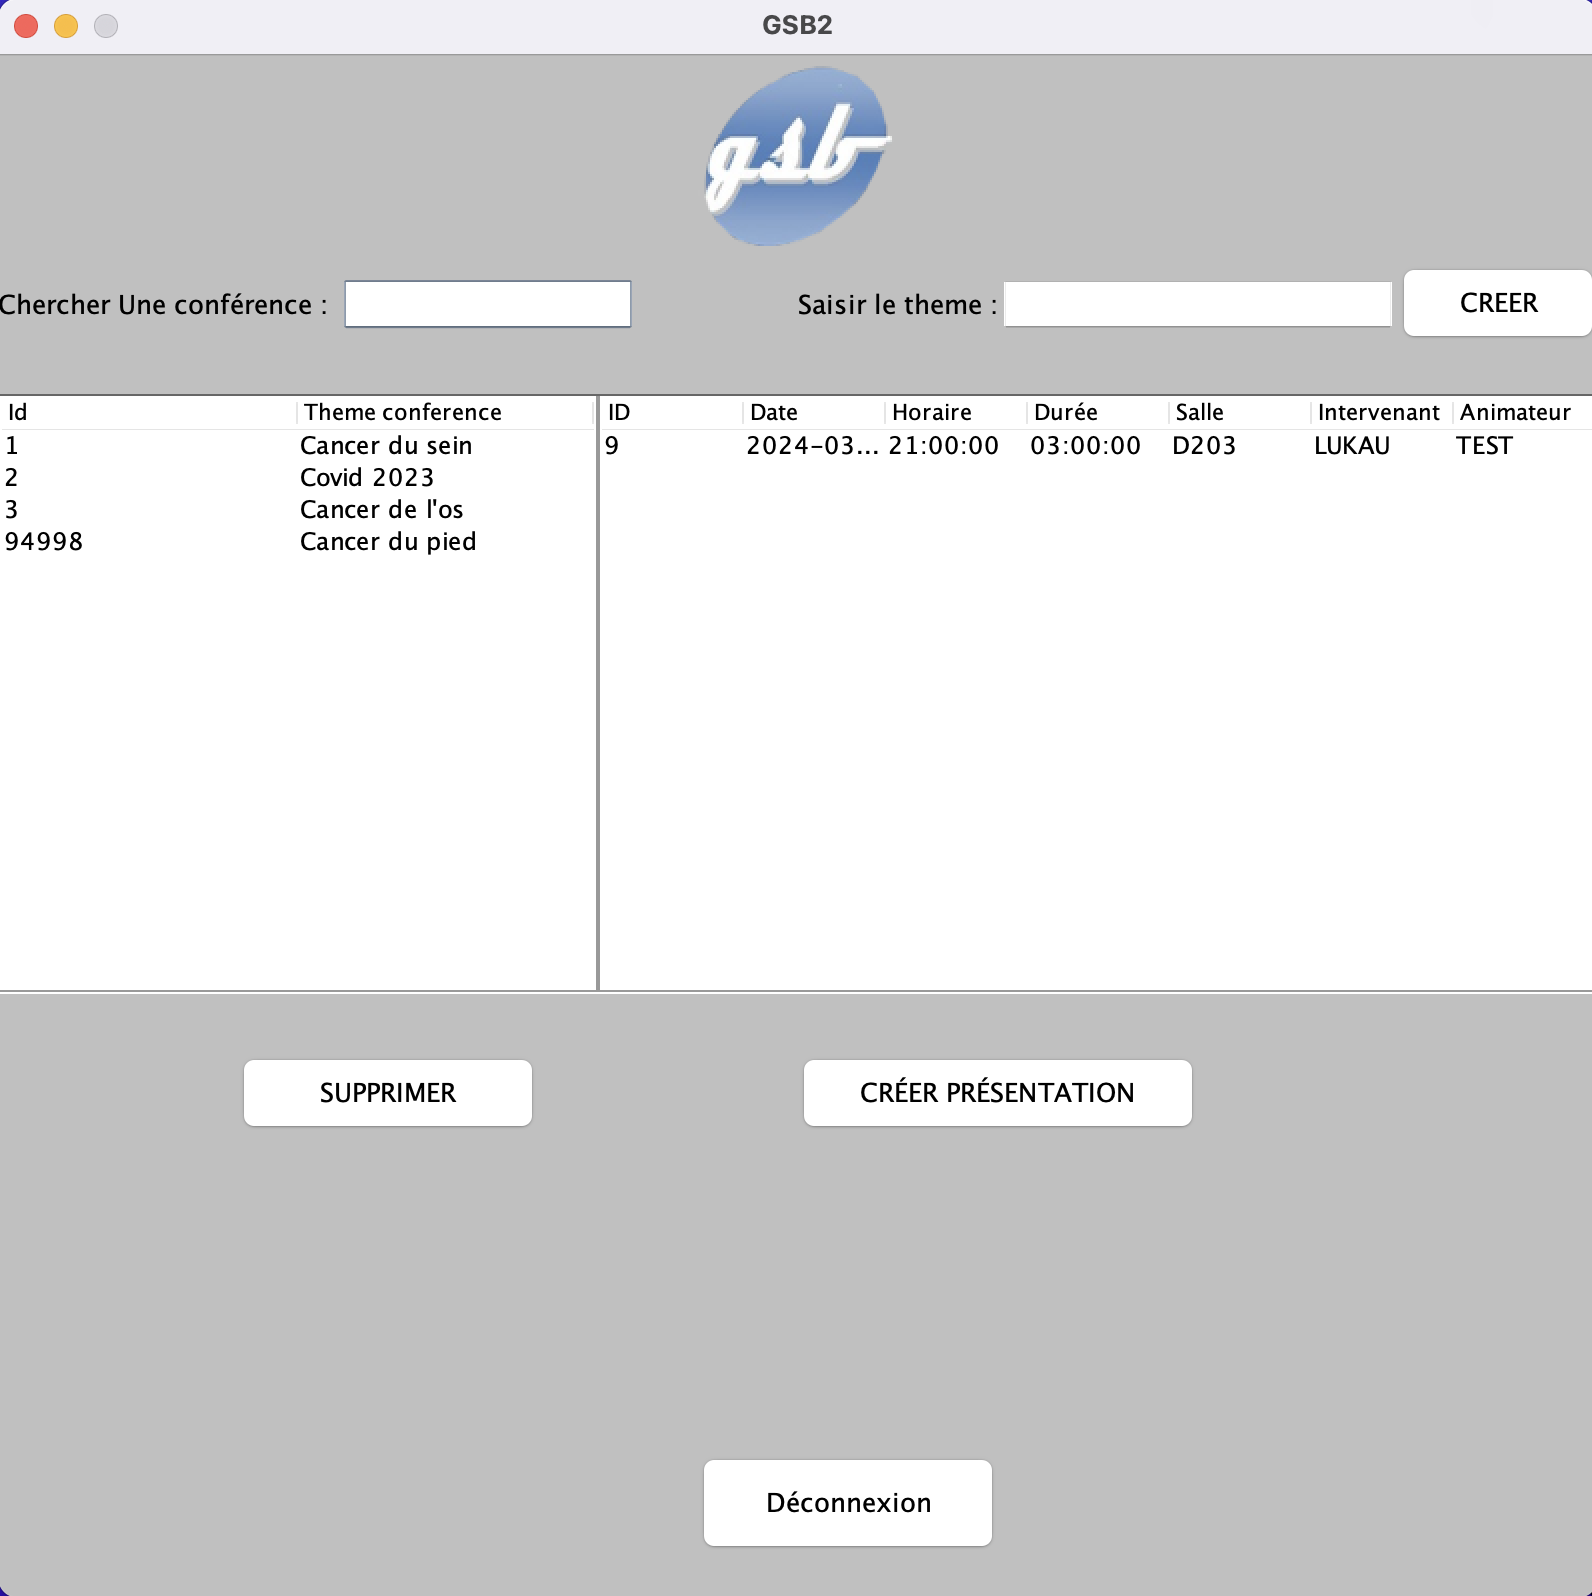 GSB2
gsb
Chercher Une conférence :
Saisir le theme :
CREER
Id Theme conference
1 Cancer du sein
2 Covid 2023
3 Cancer de l'os
94998 Cancer du pied
ID Date Horaire Durée Salle Intervenant Animateur
9 2024-03... 21:00:00 03:00:00 D203 LUKAU TEST
SUPPRIMER
CRÉER PRÉSENTATION
Déconnexion